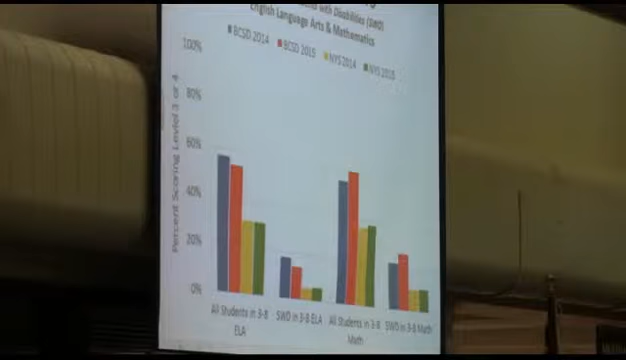 with Disabilities (SWD)
English Language Arts & Mathematics
BCSD 2014 BCSD 2015 NYS 2014 NYS 2015
100%
80%
60%
40%
20%
0%
Percent Scoring Level 3 or 4
All Students in 3-8 ELA
SWD in 3-8 ELA
All Students in 3-8 Math
SWD in 3-8 Math